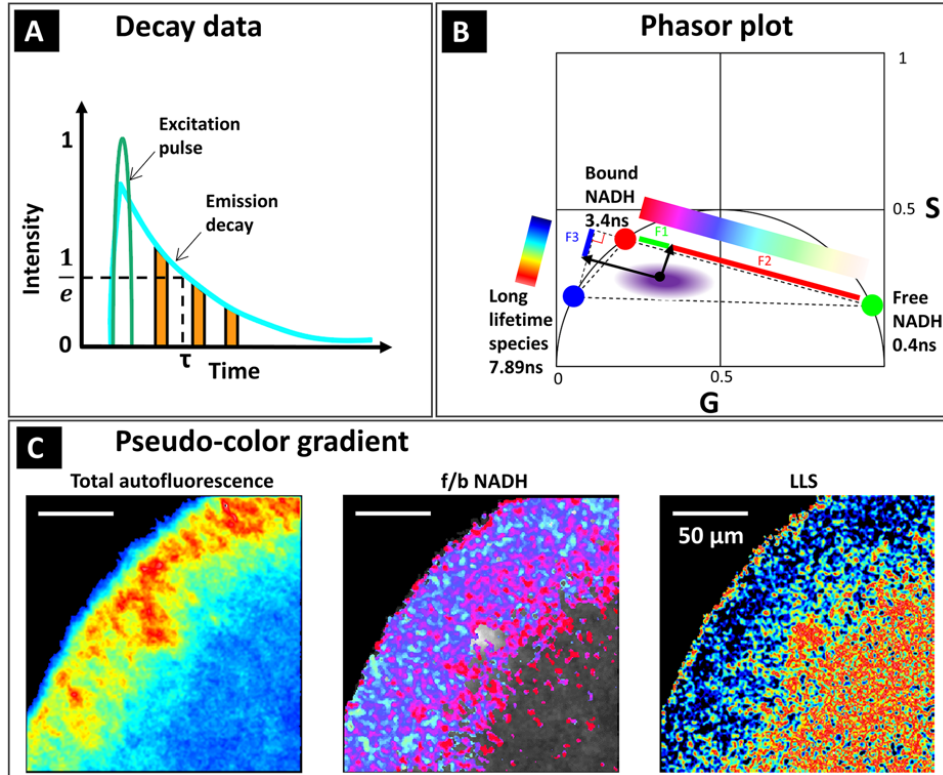 A
Decay data
Excitation
pulse
Emission
decay
Intensity
1
1
e
0
τ
Time
B
Phasor plot
1
S
0.5
Bound
NADH
3.4ns
F1
F2
F3
Long
lifetime
species
7.89ns
Free
NADH
0.4ns
0
0.5
G
C
Pseudo-color gradient
Total autofluorescence
f/b NADH
LLS
50 µm